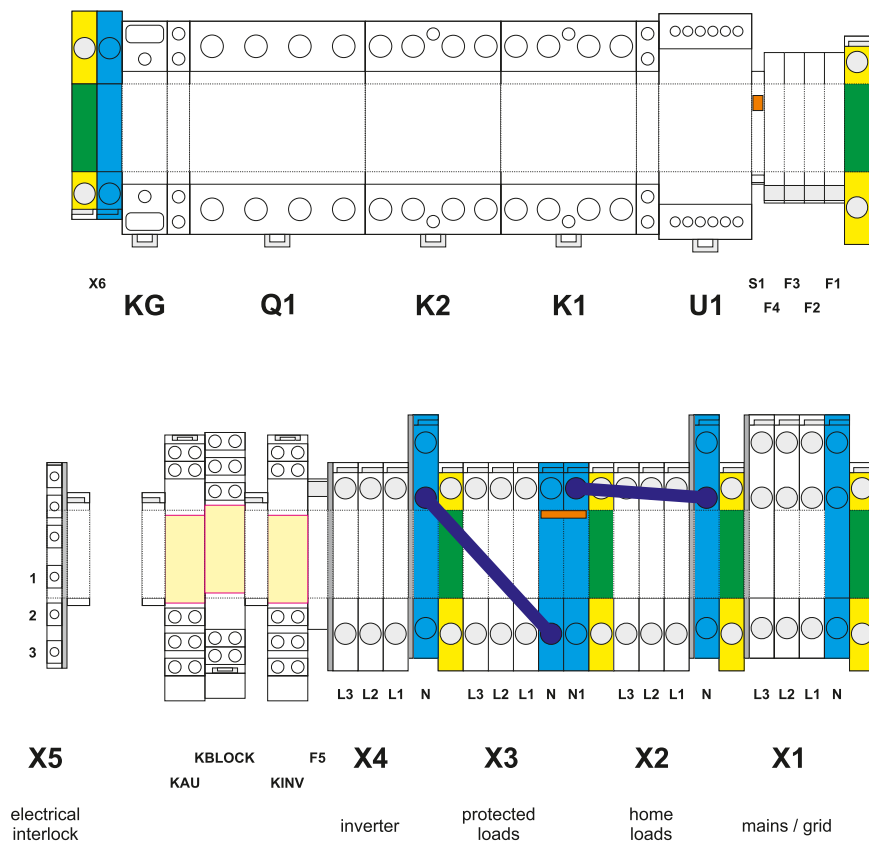 X6
KG
Q1
K2
K1
U1
S1 F3 F1
F4 F2
1
2
3
L3 L2 L1 N L3 L2 L1 N N1 L3 L2 L1 N L3 L2 L1 N
X5
KBLOCK
F5
X4
X3
X2
X1
KAU
KINV
electrical
interlock
inverter
protected
loads
home
loads
mains / grid